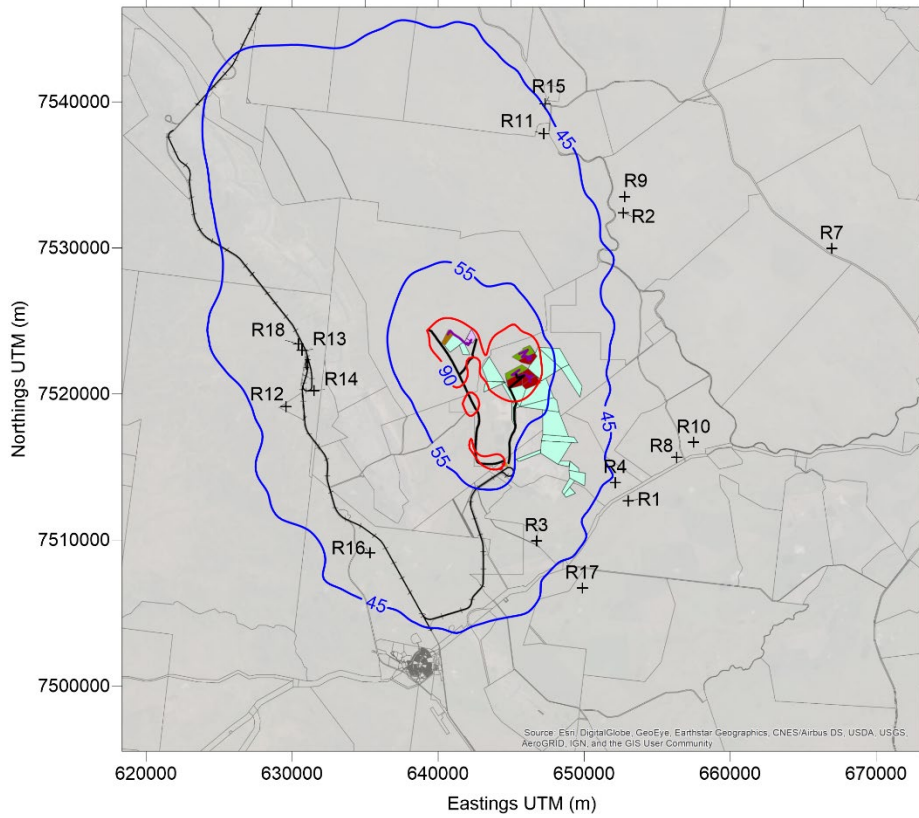 7540000
7530000
7520000
7510000
7500000
Northings UTM (m)
R15
R11
45
R9
R2
R7
55
R18
R13
90
R12
R14
45
R10
55
R8
R4
R1
R3
R16
R17
45
Source: Esri, DigitalGlobe, GeoEye, Earthstar Geographics, CNES/Airbus DS, USDA, USGS,
AeroGRID, IGN, and the GIS User Community
620000
630000
640000
650000
660000
670000
Eastings UTM (m)